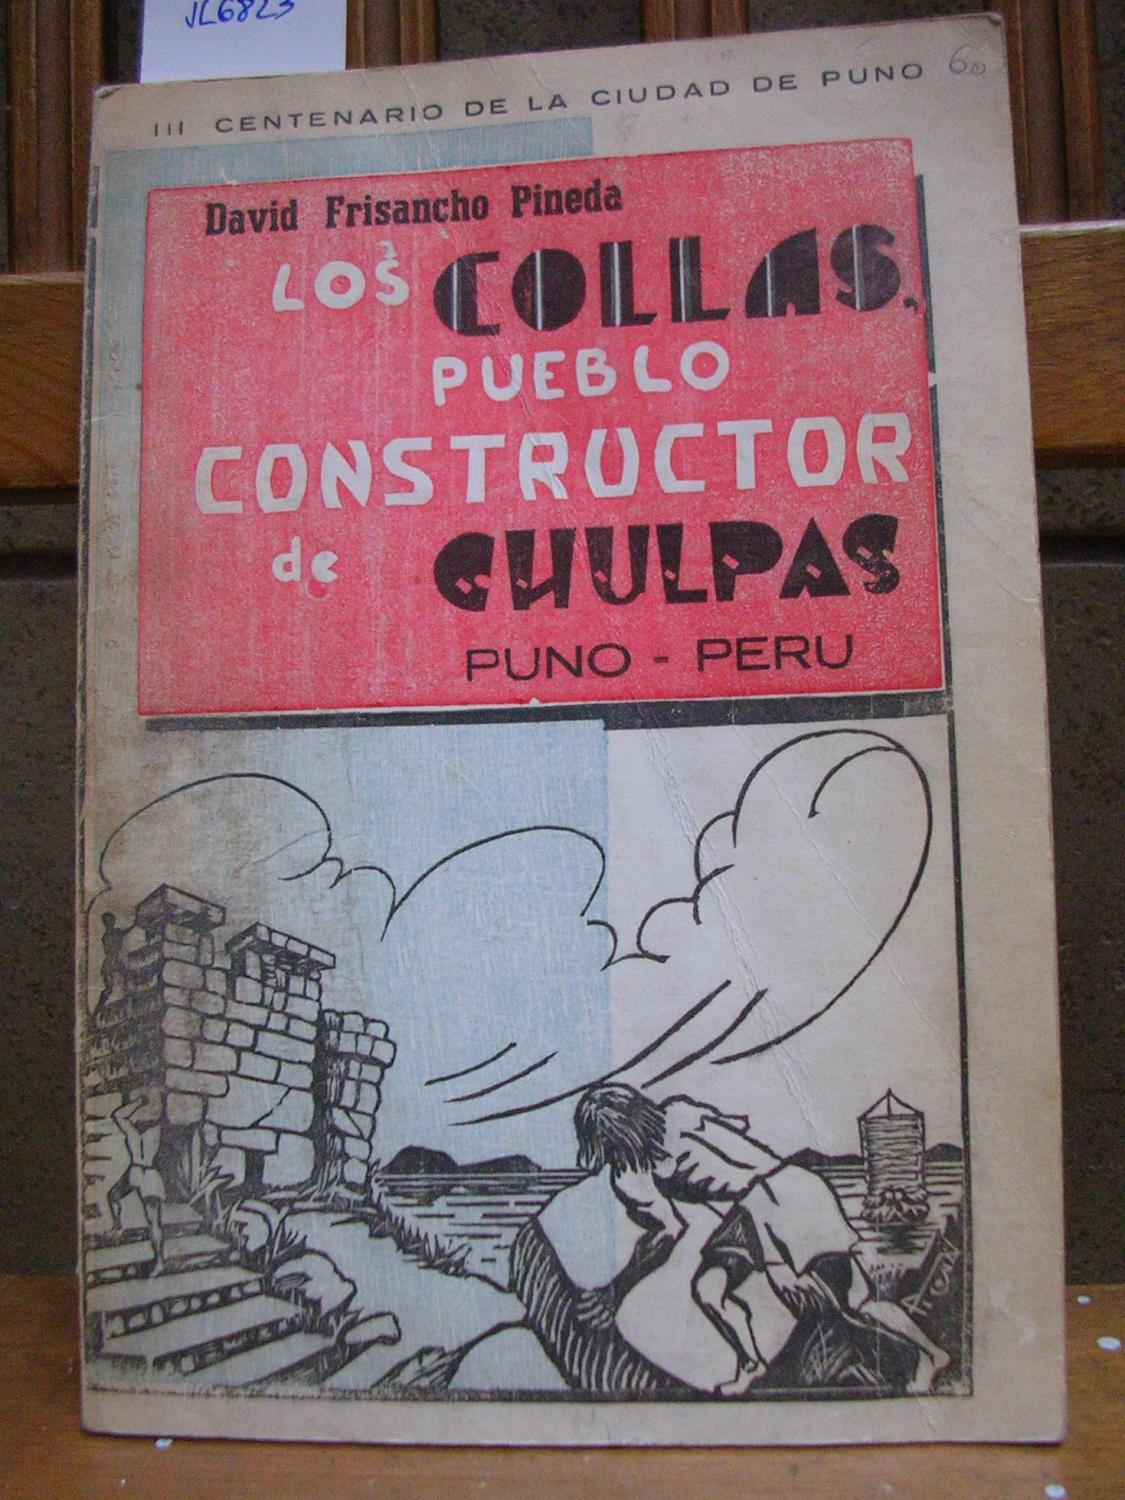 JL6823
III CENTENARIO DE LA CIUDAD DE PUNO
60
David Frisancho Pineda
LOS COLLAS,
PUEBLO
CONSTRUCTOR
de CHULPAS
PUNO - PERU